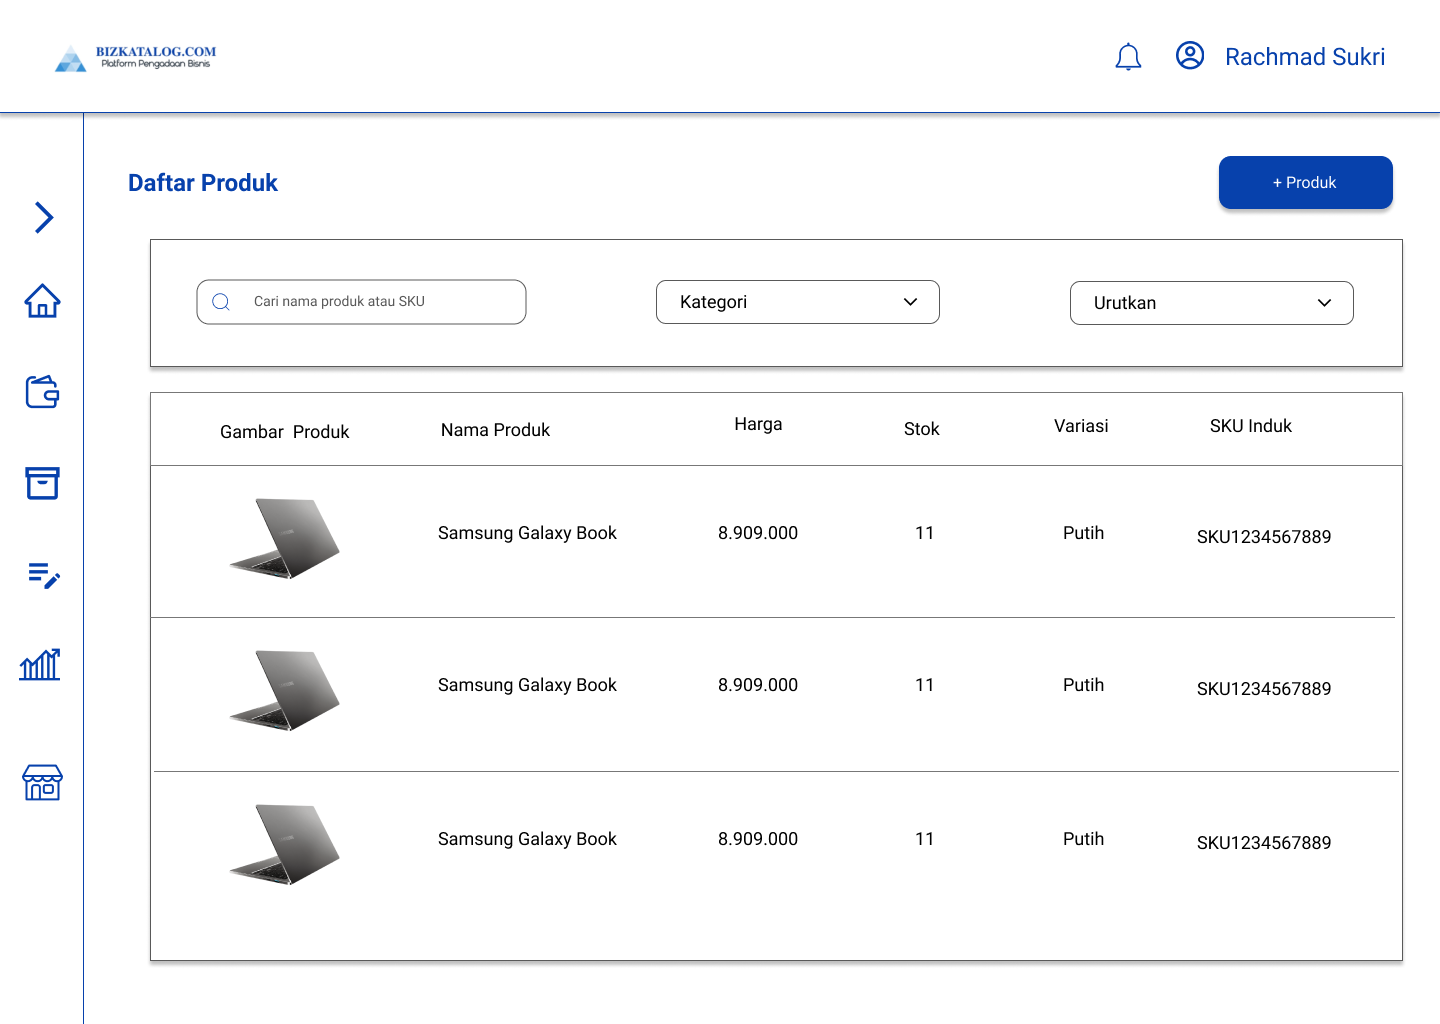 BIZKATALOG.COM
Platform Pengadaan Bisnis
Rachmad Sukri
Daftar Produk
+ Produk
Cari nama produk atau SKU
Kategori
Urutkan
Gambar Produk Nama Produk Harga Stok Variasi SKU Induk
Samsung Galaxy Book 8.909.000 11 Putih SKU1234567889
Samsung Galaxy Book 8.909.000 11 Putih SKU1234567889
Samsung Galaxy Book 8.909.000 11 Putih SKU1234567889